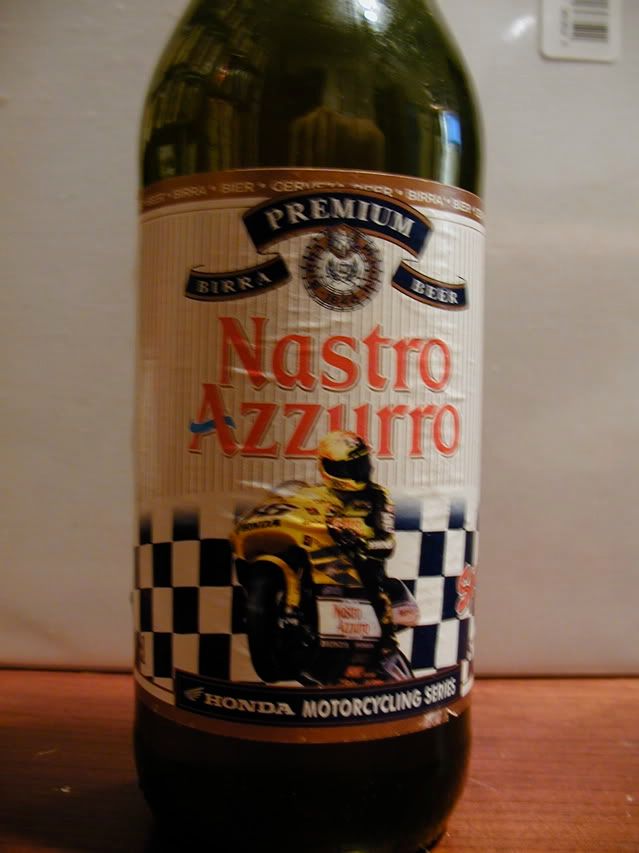 BIRRA * BIER * CERVEZA BEER * BIRRA * BIER
PREMIUM
BIRRA
BEER
Nastro
Azzurro
HONDA
Nastro
Azzurro
HONDA MOTORCYCLING SERIES